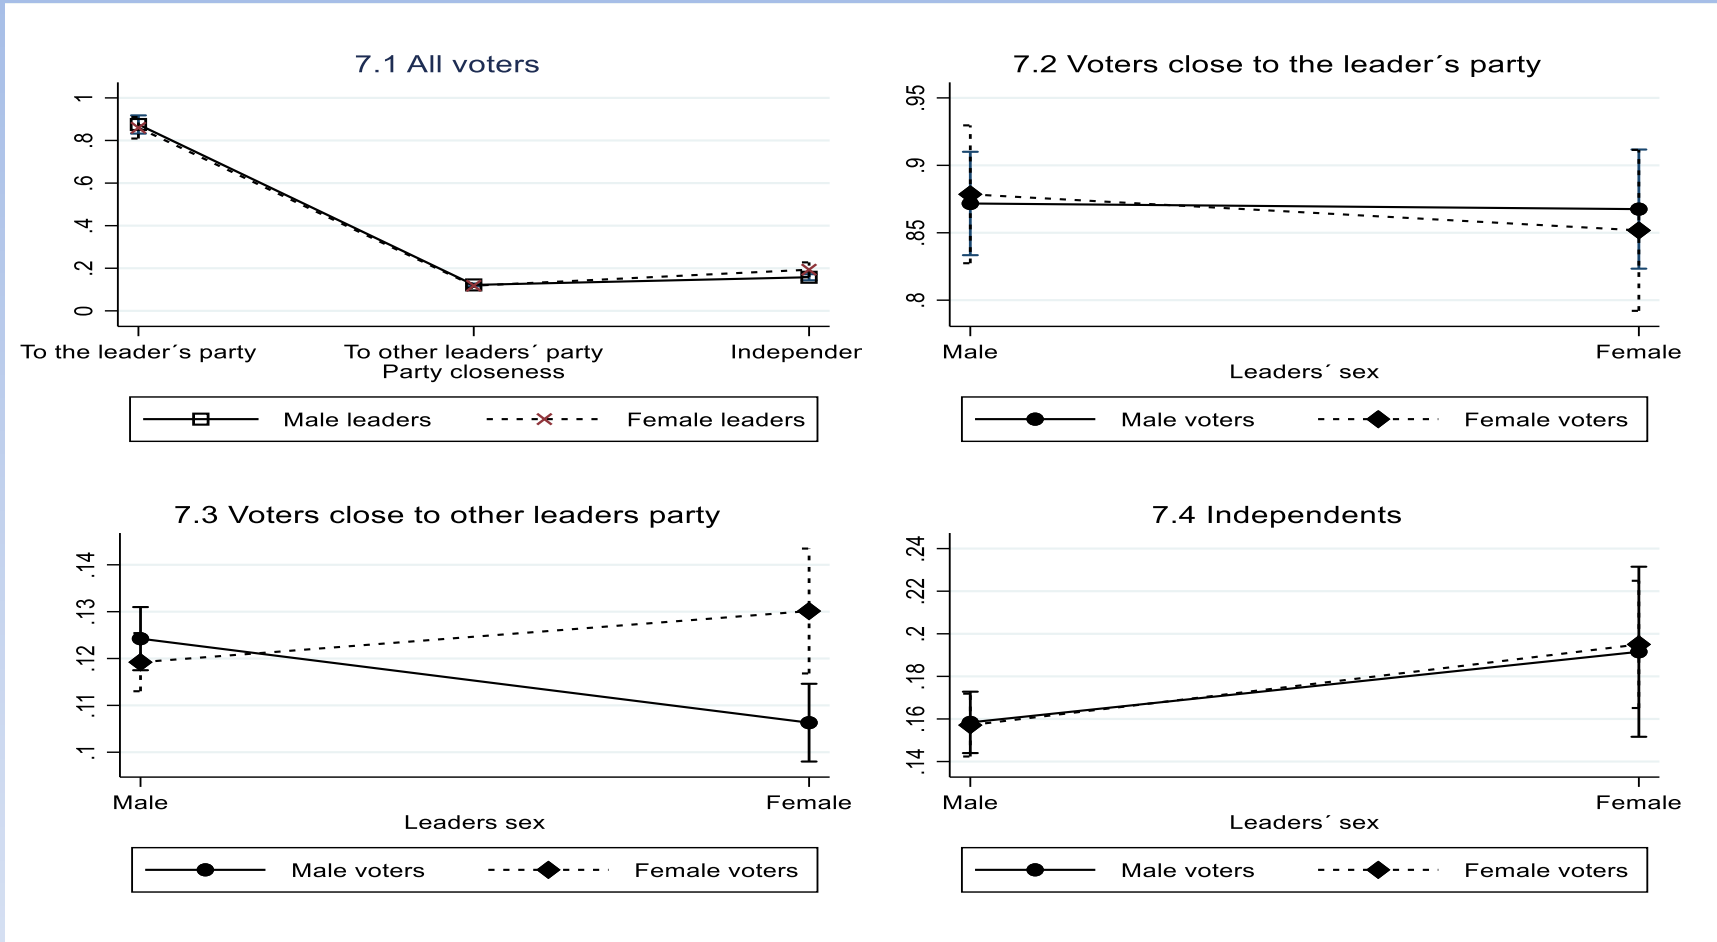 7.1 All voters
1
.8
.6
.4
.2
0
To the leader´s party
To other leaders´ party
Independer
Party closeness
Male leaders
Female leaders
7.2 Voters close to the leader´s party
.95
.9
.85
.8
Male
Female
Leaders´ sex
Male voters
Female voters
7.3 Voters close to other leaders party
.14
.13
.12
.11
.1
Male
Female
Leaders sex
Male voters
Female voters
7.4 Independents
.24
.22
.2
.18
.16
.14
Male
Female
Leaders´ sex
Male voters
Female voters